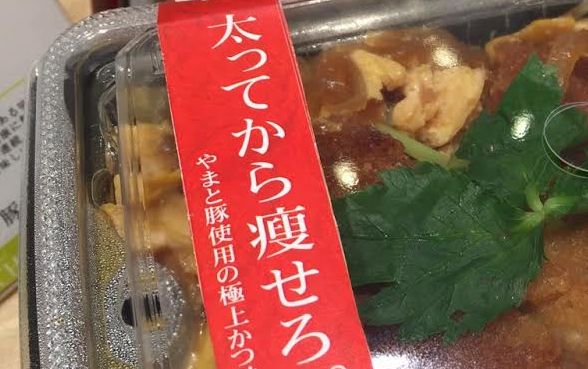 太ってから痩せろ。
やまと豚使用の極上かつ
豚